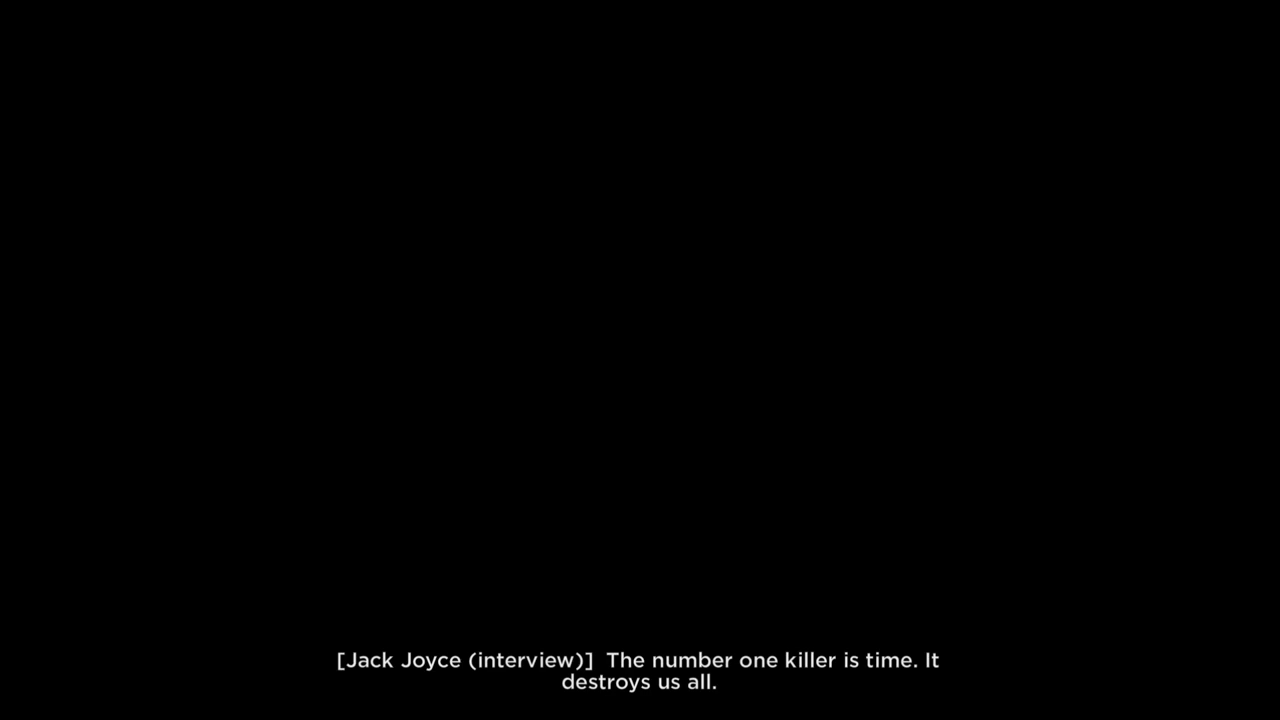 [Jack Joyce (interview)]  The number one killer is time. It
destroys us all.